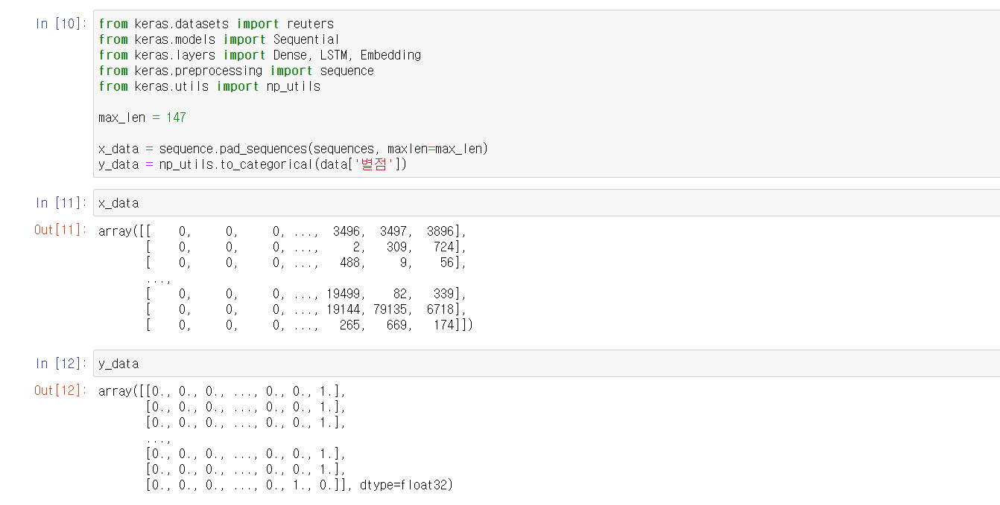 In [10]: from keras.datasets import reuters
from keras.models import Sequential
from keras.layers import Dense, LSTM, Embedding
from keras.preprocessing import sequence
from keras.utils import np_utils
max_len = 147
x_data = sequence.pad_sequences(sequences, maxlen=max_len)
y_data = np_utils.to_categorical(data['별점'])
In [11]: x_data
Out[11]: array([[    0,     0,     0, ...,  3496,  3497,  3896],
[    0,     0,     0, ...,     2,   309,   724],
[    0,     0,     0, ...,   488,     9,    56],
...,
[    0,     0,     0, ..., 19499,    82,   339],
[    0,     0,     0, ..., 19144, 79135,  6718],
[    0,     0,     0, ...,   265,   669,   174]])
In [12]: y_data
Out[12]: array([[0., 0., 0., ..., 0., 0., 1.],
[0., 0., 0., ..., 0., 0., 1.],
[0., 0., 0., ..., 0., 0., 1.],
...,
[0., 0., 0., ..., 0., 0., 1.],
[0., 0., 0., ..., 0., 0., 1.],
[0., 0., 0., ..., 0., 1., 0.]], dtype=float32)